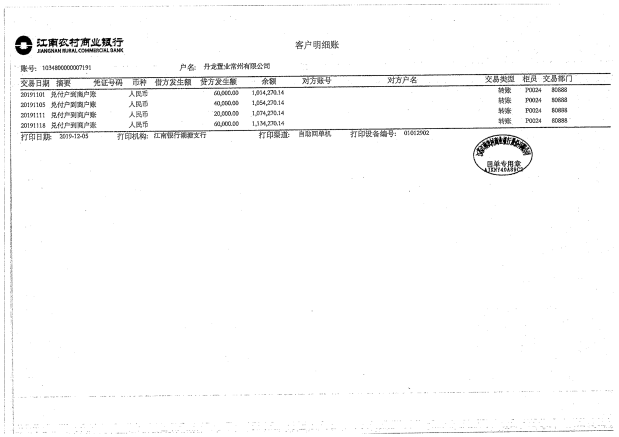 江南农村商业银行
JIANGNAN RURAL COMMERCIAL BANK
客户明细账
账号: 1034800000007191 户名: 丹龙置业常州有限公司
交易日期 摘要 凭证号码 币种 借方发生额 贷方发生额 余额 对方账号 对方户名 交易类型 柜员 交易部门
20191101 兑付户到商户账 人民币 60,000.00 1,014,270.14 转账 P0024 80888
20191105 兑付户到商户账 人民币 40,000.00 1,054,270.14 转账 P0024 80888
20191111 兑付户到商户账 人民币 20,000.00 1,074,270.14 转账 P0024 80888
20191118 兑付户到商户账 人民币 60,000.00 1,134,270.14 转账 P0024 80888
打印日期: 2019-12-05 打印机构: 江南银行 支行 打印渠道: 自助回单机 打印设备编号: 01012902
回单专用章